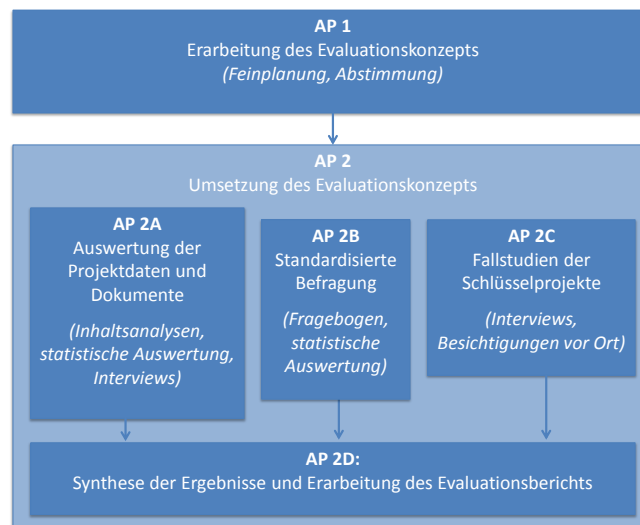 AP 1
Erarbeitung des Evaluationskonzepts
(Feinplanung, Abstimmung)
AP 2
Umsetzung des Evaluationskonzepts
AP 2A
Auswertung der
Projektdaten und
Dokumente
(Inhaltsanalysen,
statistische Auswertung,
Interviews)
AP 2B
Standardisierte
Befragung
(Fragebogen,
statistische
Auswertung)
AP 2C
Fallstudien der
Schlüsselprojekte
(Interviews,
Besichtigungen vor Ort)
AP 2D:
Synthese der Ergebnisse und Erarbeitung des Evaluationsberichts